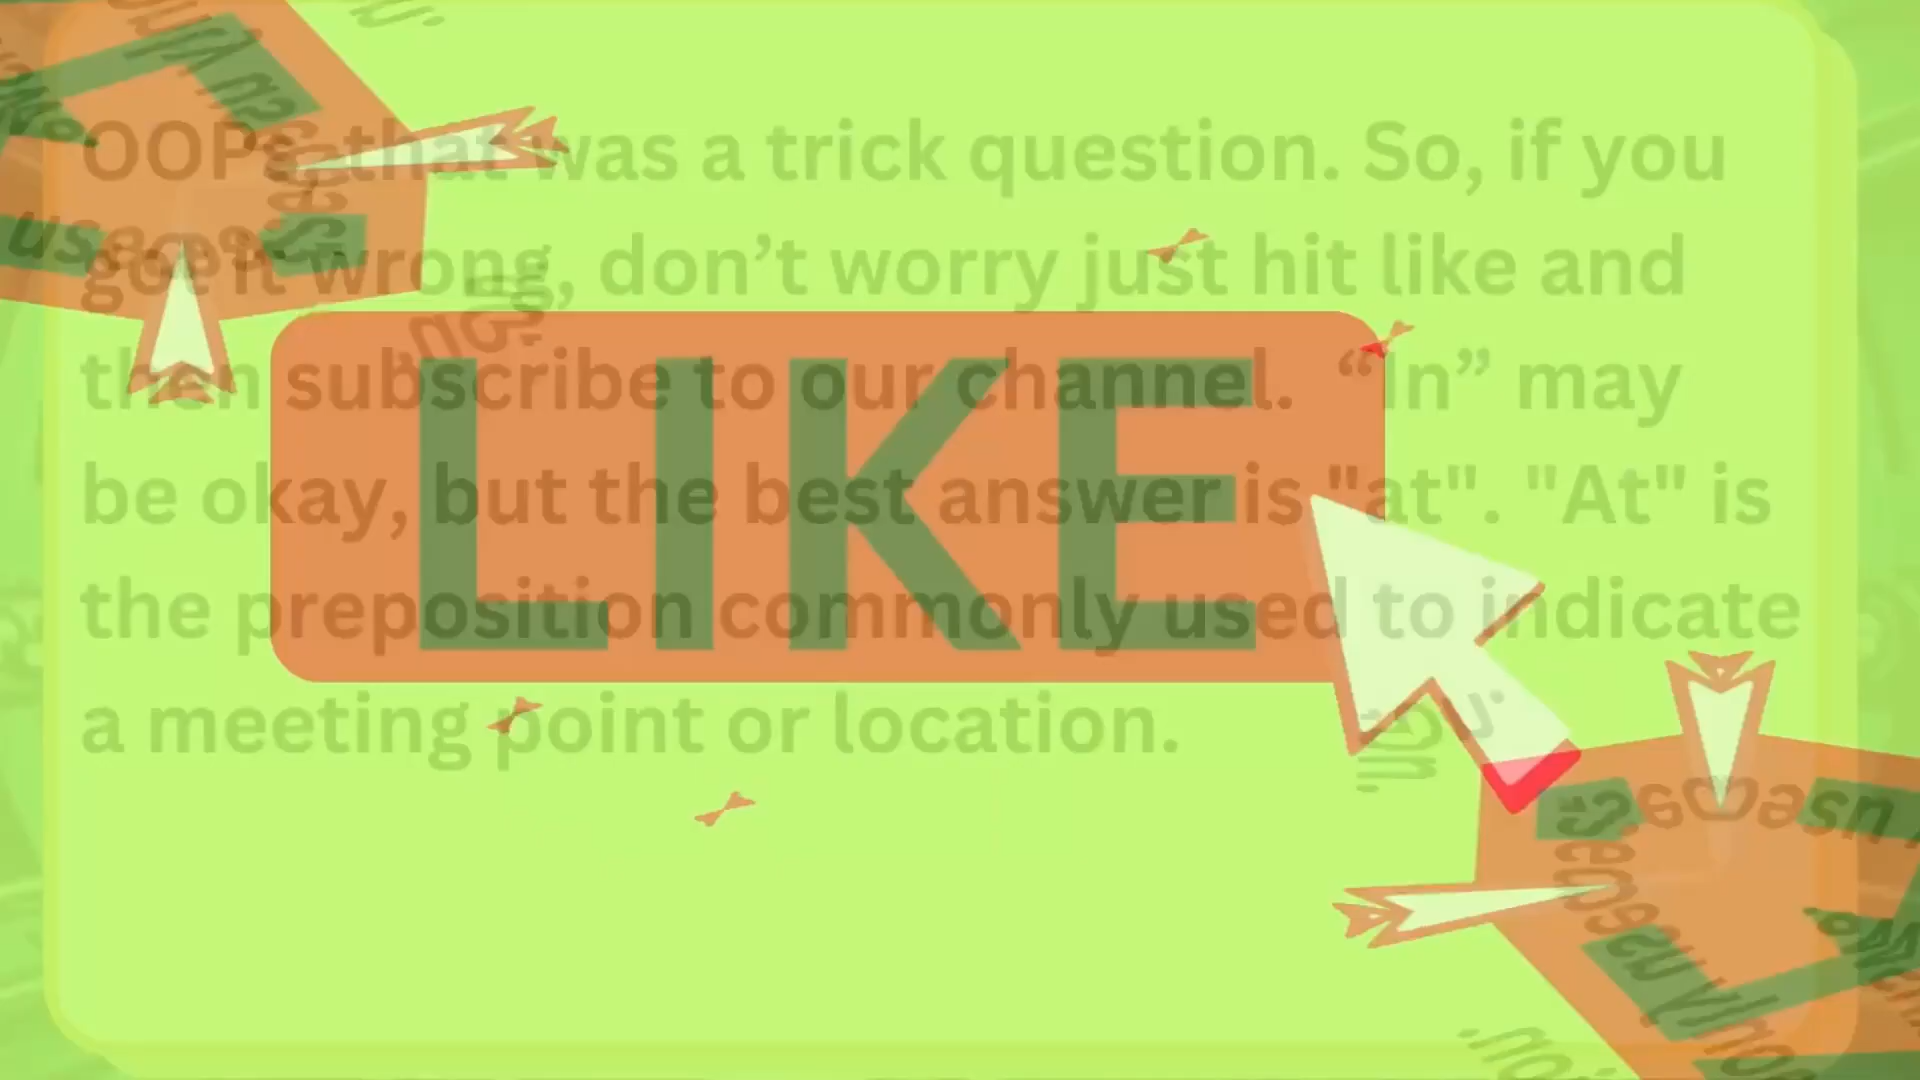 OOPs that was a trick question. So, if you
got it wrong, don’t worry just hit like and
then subscribe to our channel. “In” may
be okay, but the best answer is "at". "At" is
the preposition commonly used to indicate
a meeting point or location.
LIKE